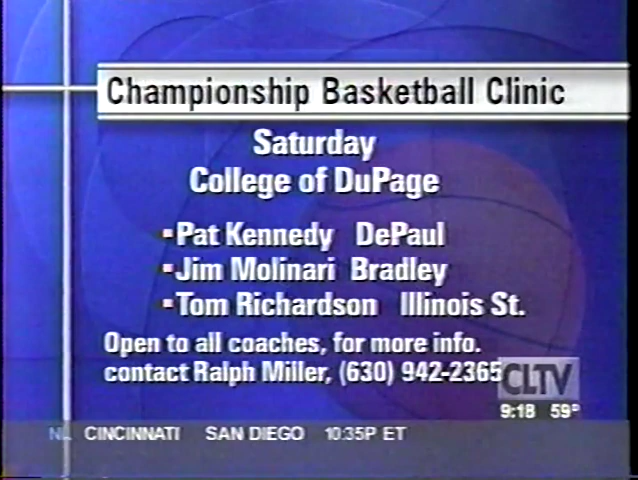 Championship Basketball Clinic
Saturday
College of DuPage
▪Pat Kennedy DePaul
▪Jim Molinari Bradley
▪Tom Richardson Illinois St.
Open to all coaches, for more info.
contact Ralph Miller, (630) 942-2365
CLTV
9:18 59°
NL CINCINNATI SAN DIEGO 10:35P ET